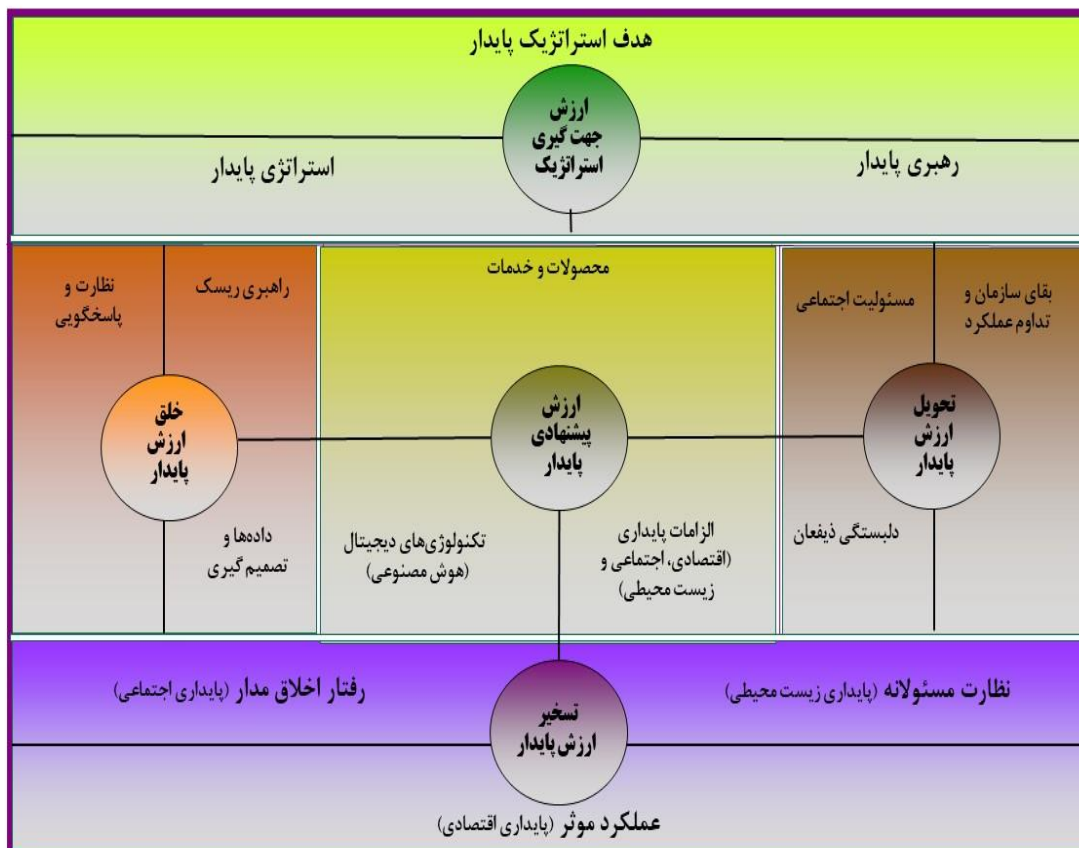 هدف استراتژیک پایدار
ارزش
جهت گیری
استراتژیک
رهبری پایدار
استراتژی پایدار
بقای سازمان و
تداوم عملکرد
مسئولیت اجتماعی
تحویل
ارزش
پایدار
دلبستگی ذیفعان
محصولات و خدمات
ارزش
پیشنهادی
پایدار
الزامات پایداری
(اقتصادی، اجتماعی و
زیست محیطی)
تکنولوژی‌های دیجیتال
(هوش مصنوعی)
راهبری ریسک
نظارت و
پاسخگویی
خلق
ارزش
پایدار
داده‌ها و
تصمیم گیری
نظارت مسئولانه (پایداری زیست محیطی)
رفتار اخلاق مدار (پایداری اجتماعی)
تسخیر
ارزش پایدار
عملکرد موثر (پایداری اقتصادی)